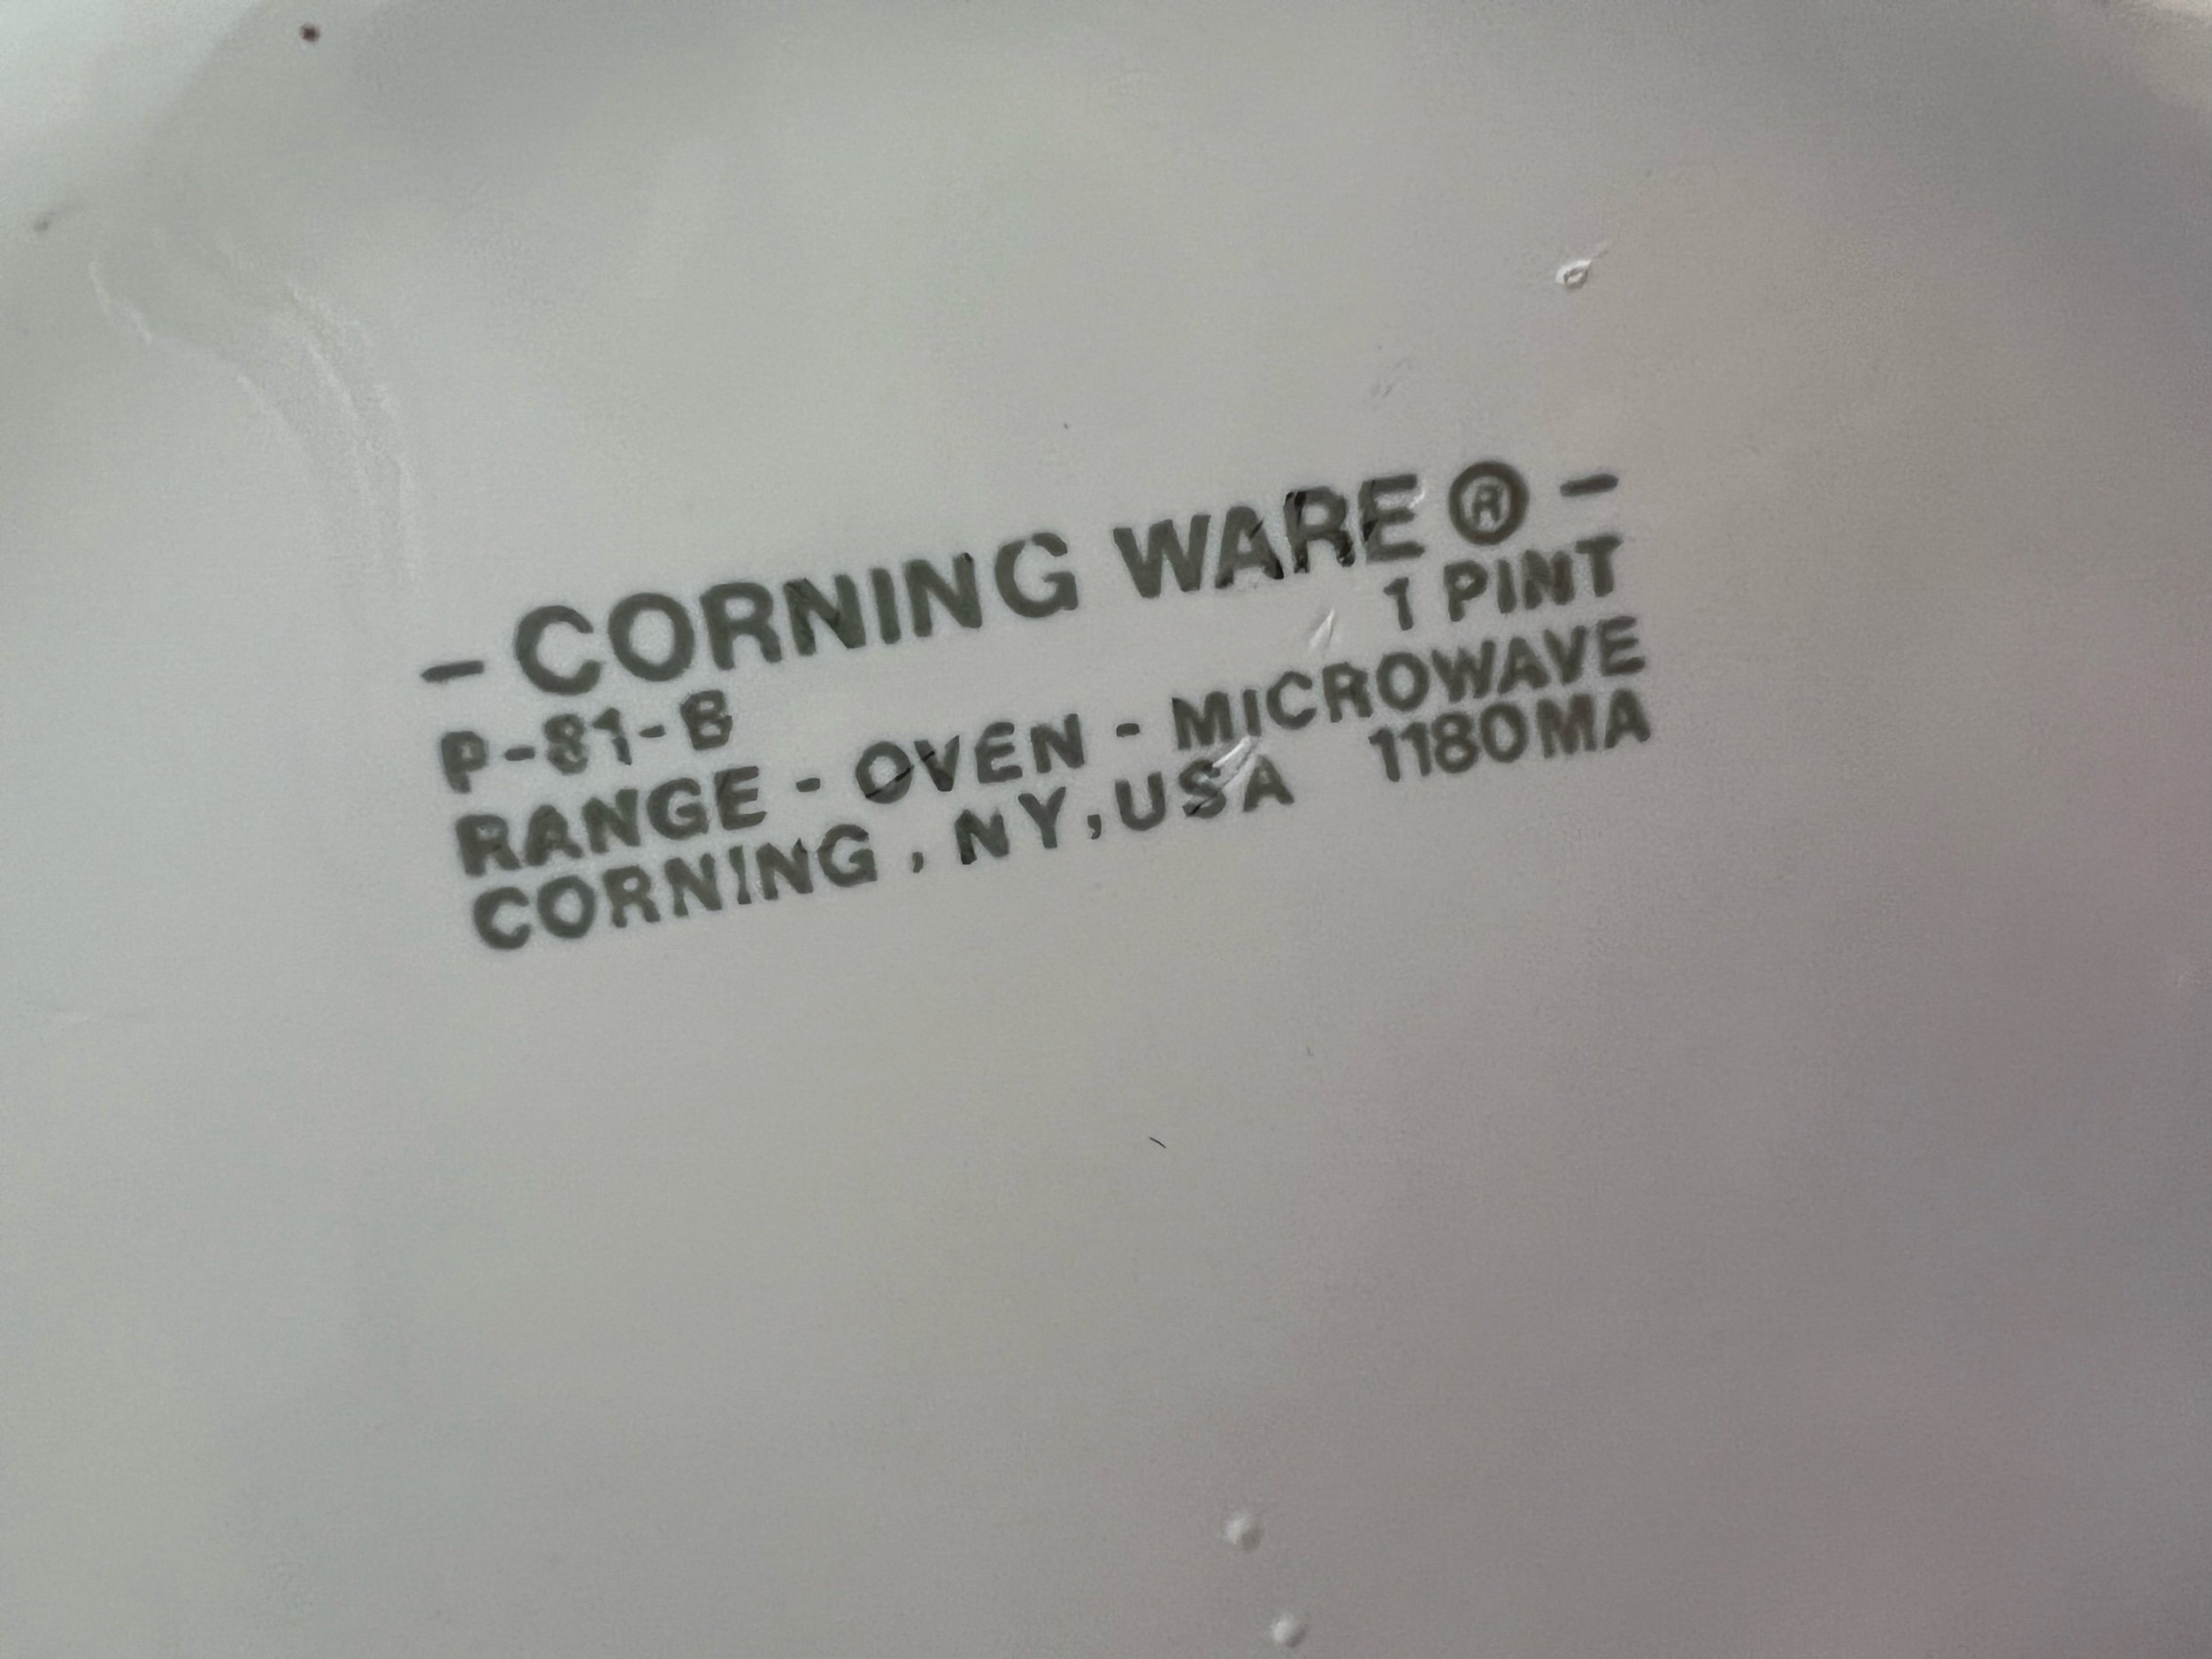 - CORNING WARE ® -
P-81-B 1 PINT
RANGE - OVEN - MICROWAVE
CORNING, NY, USA 1180MA